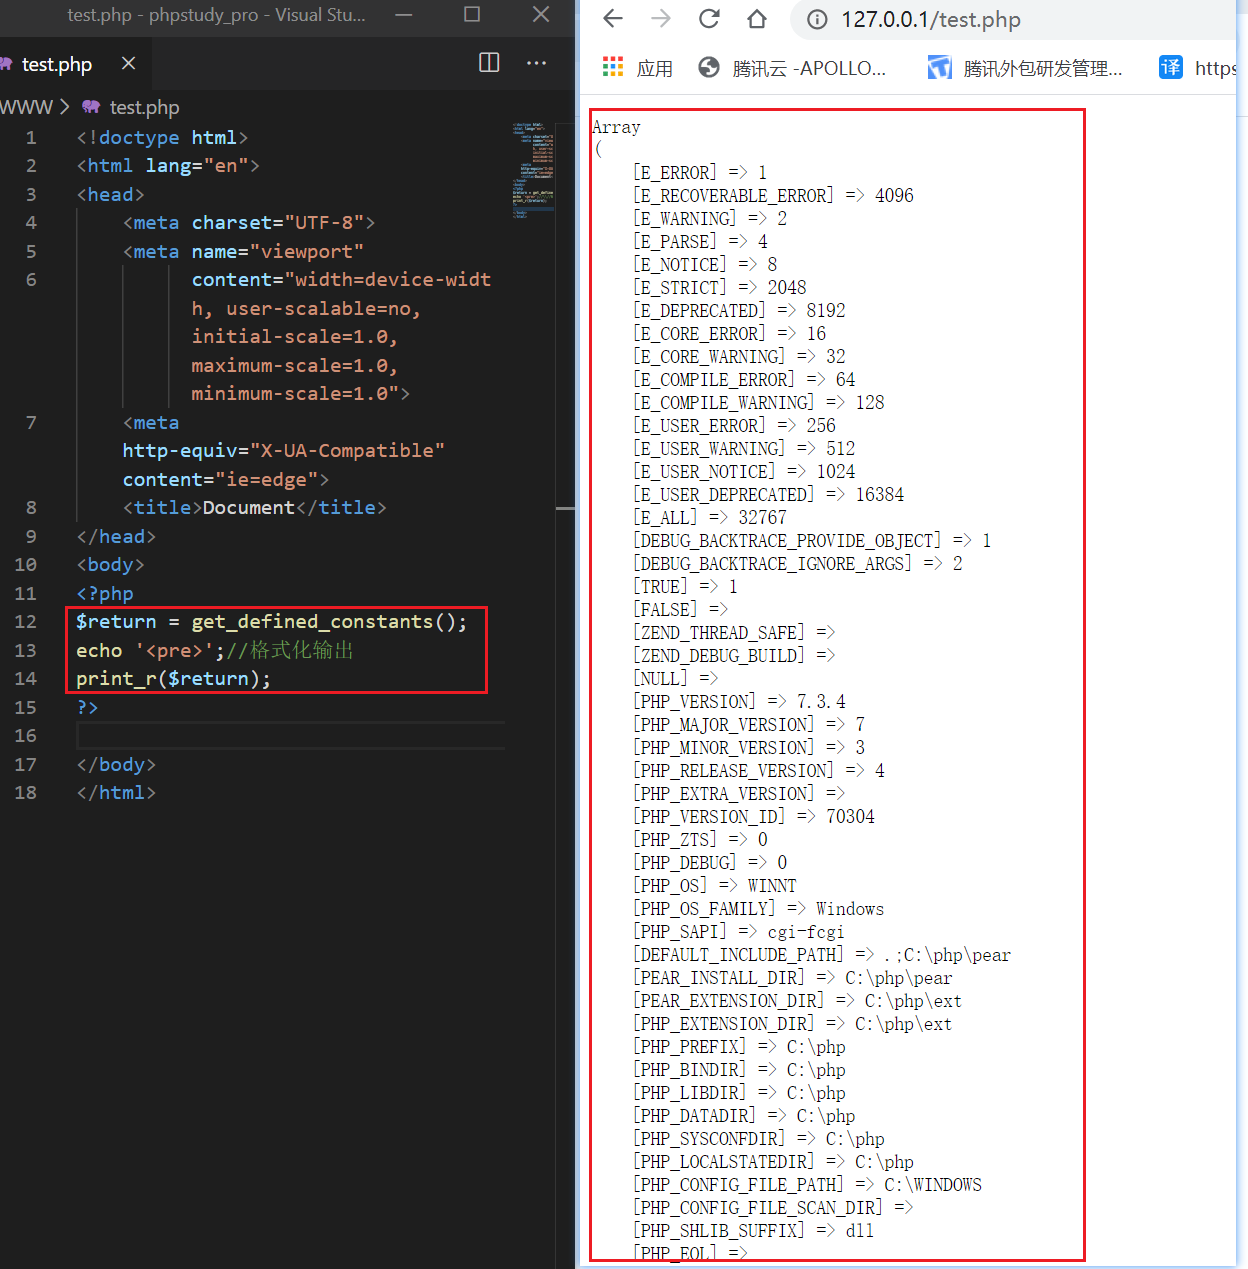 test.php - phpstudy_pro - Visual Stu...
test.php
WWW > test.php
1 <!doctype html>
2 <html lang="en">
3 <head>
4 <meta charset="UTF-8">
5 <meta name="viewport"
6 content="width=device-widt
h, user-scalable=no,
initial-scale=1.0,
maximum-scale=1.0,
minimum-scale=1.0">
7 <meta
http-equiv="X-UA-Compatible"
content="ie=edge">
8 <title>Document</title>
9 </head>
10 <body>
11 <?php
12 $return = get_defined_constants();
13 echo '<pre>';//格式化输出
14 print_r($return);
15 ?>
16
17 </body>
18 </html>
127.0.0.1/test.php
应用 腾讯云 -APOLLO... 腾讯外包研发管理... 译 https
Array
(
[E_ERROR] => 1
[E_RECOVERABLE_ERROR] => 4096
[E_WARNING] => 2
[E_PARSE] => 4
[E_NOTICE] => 8
[E_STRICT] => 2048
[E_DEPRECATED] => 8192
[E_CORE_ERROR] => 16
[E_CORE_WARNING] => 32
[E_COMPILE_ERROR] => 64
[E_COMPILE_WARNING] => 128
[E_USER_ERROR] => 256
[E_USER_WARNING] => 512
[E_USER_NOTICE] => 1024
[E_USER_DEPRECATED] => 16384
[E_ALL] => 32767
[DEBUG_BACKTRACE_PROVIDE_OBJECT] => 1
[DEBUG_BACKTRACE_IGNORE_ARGS] => 2
[TRUE] => 1
[FALSE] =>
[ZEND_THREAD_SAFE] =>
[ZEND_DEBUG_BUILD] =>
[NULL] =>
[PHP_VERSION] => 7.3.4
[PHP_MAJOR_VERSION] => 7
[PHP_MINOR_VERSION] => 3
[PHP_RELEASE_VERSION] => 4
[PHP_EXTRA_VERSION] =>
[PHP_VERSION_ID] => 70304
[PHP_ZTS] => 0
[PHP_DEBUG] => 0
[PHP_OS] => WINNT
[PHP_OS_FAMILY] => Windows
[PHP_SAPI] => cgi-fcgi
[DEFAULT_INCLUDE_PATH] => .;C:\php\pear
[PEAR_INSTALL_DIR] => C:\php\pear
[PEAR_EXTENSION_DIR] => C:\php\ext
[PHP_EXTENSION_DIR] => C:\php\ext
[PHP_PREFIX] => C:\php
[PHP_BINDIR] => C:\php
[PHP_LIBDIR] => C:\php
[PHP_DATADIR] => C:\php
[PHP_SYSCONFDIR] => C:\php
[PHP_LOCALSTATEDIR] => C:\php
[PHP_CONFIG_FILE_PATH] => C:\WINDOWS
[PHP_CONFIG_FILE_SCAN_DIR] =>
[PHP_SHLIB_SUFFIX] => dll
[PHP_EOL] =>